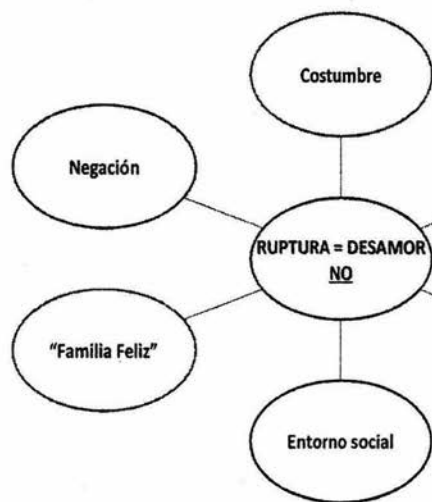 Costumbre
Negación
RUPTURA = DESAMOR
NO
"Familia Feliz"
Entorno social